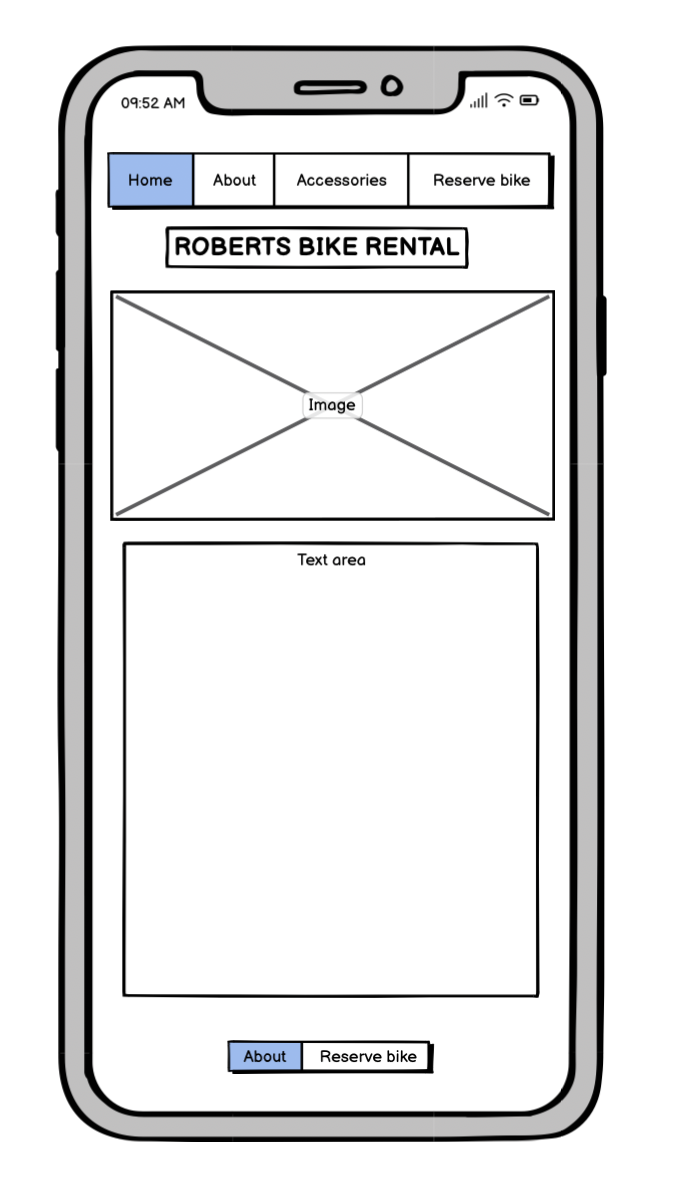 09:52 AM
Home About Accessories Reserve bike
ROBERTS BIKE RENTAL
Image
Text area
About Reserve bike